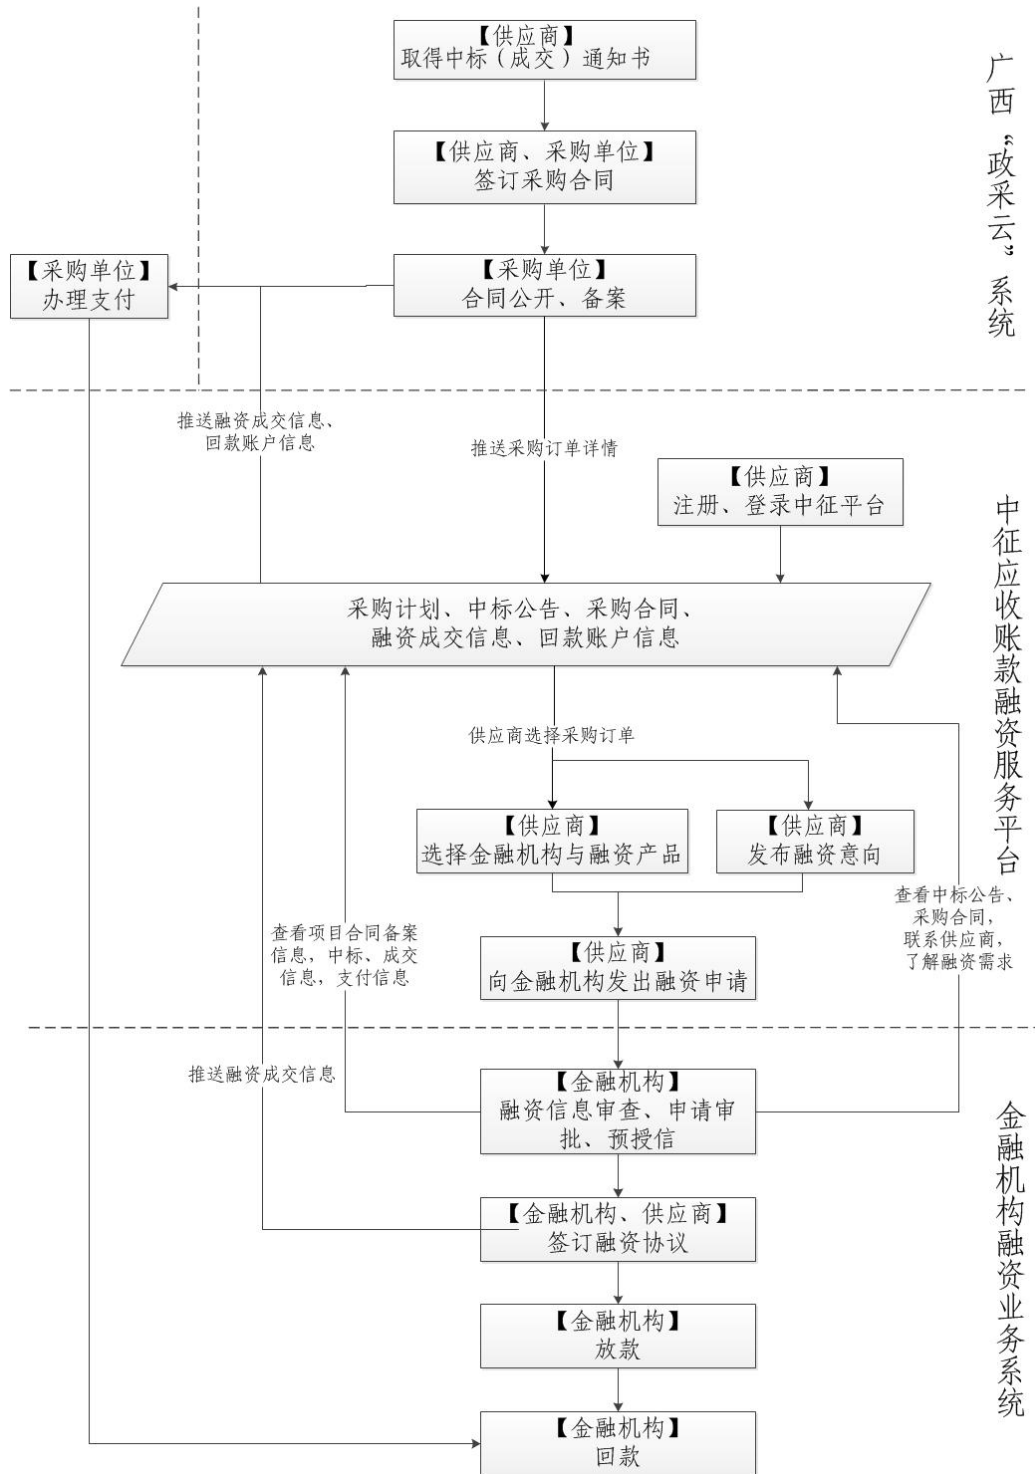 【供应商】
取得中标（成交）通知书
【供应商、采购单位】
签订采购合同
【采购单位】
合同公开、备案
【采购单位】
办理支付
广西“政采云”系统
推送融资成交信息、
回款账户信息
推送采购订单详情
【供应商】
注册、登录中征平台
采购计划、中标公告、采购合同、
融资成交信息、回款账户信息
中征应收账款融资服务平台
供应商选择采购订单
【供应商】
选择金融机构与融资产品
【供应商】
发布融资意向
查看项目合同备案
信息，中标、成交
信息，支付信息
【供应商】
向金融机构发出融资申请
查看中标公告、
采购合同，
联系供应商，
了解融资需求
推送融资成交信息
【金融机构】
融资信息审查、申请审
批、预授信
【金融机构、供应商】
签订融资协议
【金融机构】
放款
【金融机构】
回款
金融机构融资业务系统